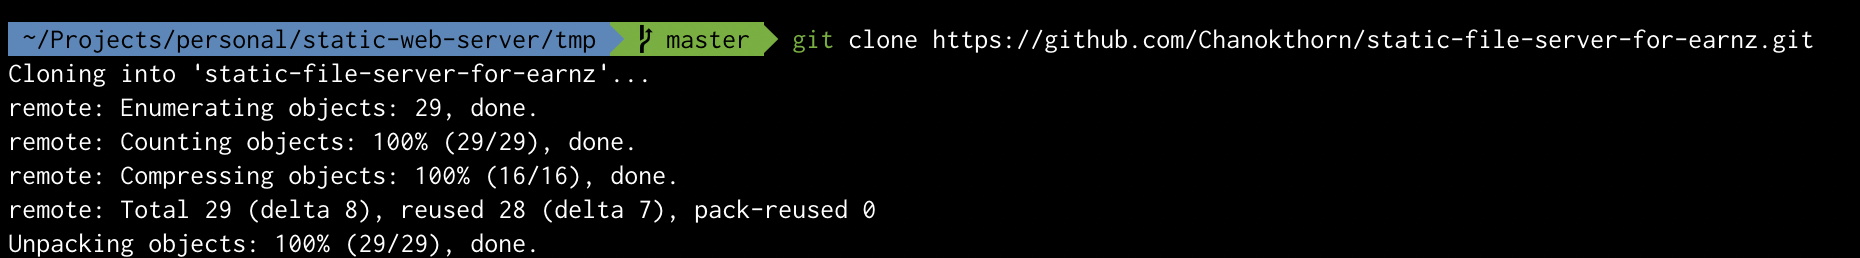 ~/Projects/personal/static-web-server/tmp master git clone https://github.com/Chanokthorn/static-file-server-for-earnz.git
Cloning into 'static-file-server-for-earnz'...
remote: Enumerating objects: 29, done.
remote: Counting objects: 100% (29/29), done.
remote: Compressing objects: 100% (16/16), done.
remote: Total 29 (delta 8), reused 28 (delta 7), pack-reused 0
Unpacking objects: 100% (29/29), done.